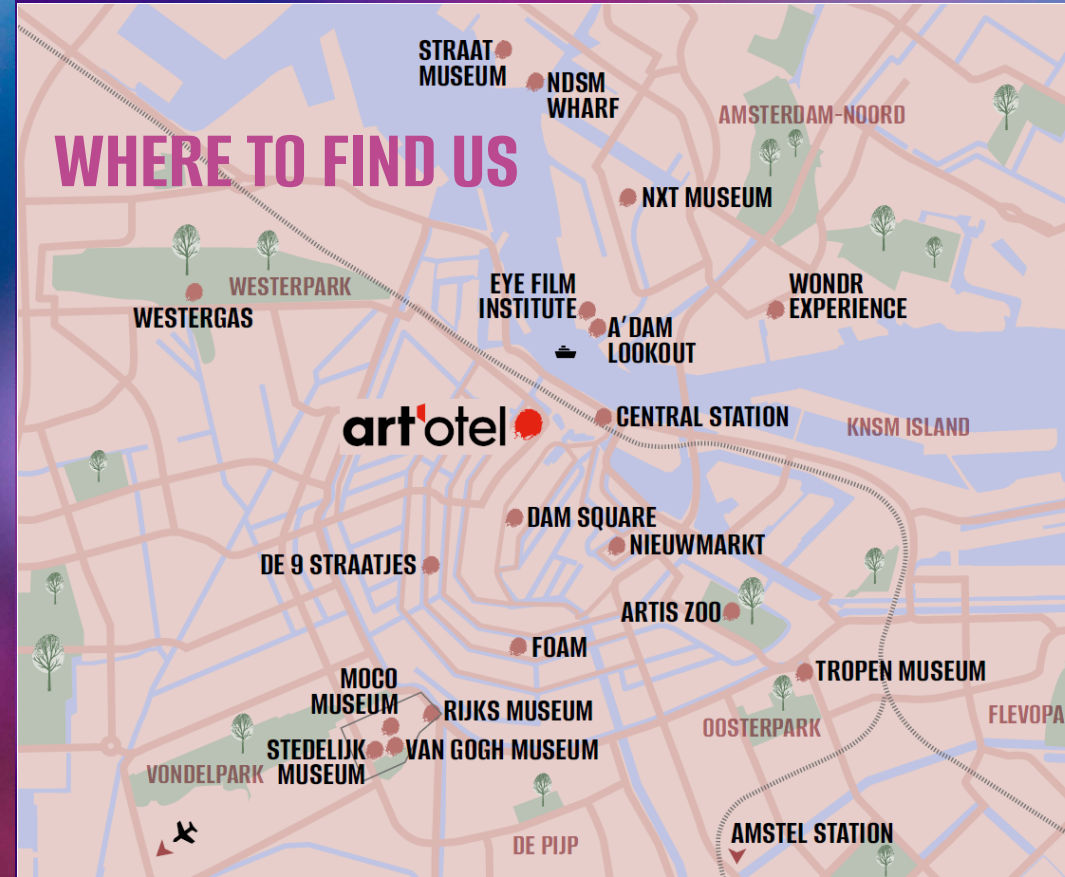 STRAAT
MUSEUM
NDSM
WHARF
AMSTERDAM-NOORD
WHERE TO FIND US
NXT MUSEUM
EYE FILM
INSTITUTE
WONDR
EXPERIENCE
WESTERPARK
WESTERGAS
A'DAM
LOOKOUT
art'otel
CENTRAL STATION
KNSM ISLAND
DAM SQUARE
NIEUWMARKT
DE 9 STRAATJES
ARTIS ZOO
FOAM
TROPEN MUSEUM
MOCO
MUSEUM
RIJKS MUSEUM
OOSTERPARK
FLEVOPA
STEDELIJK
MUSEUM
VAN GOGH MUSEUM
VONDELPARK
DE PIJP
AMSTEL STATION